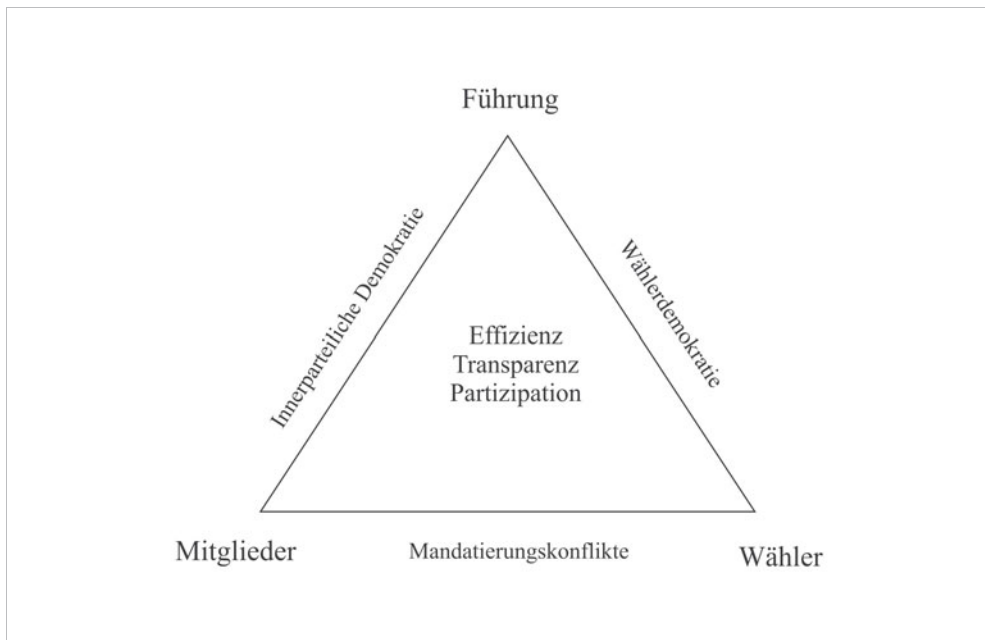 Führung
Innerparteiliche Demokratie
Wählerdemokratie
Effizienz
Transparenz
Partizipation
Mitglieder
Mandatierungskonflikte
Wähler